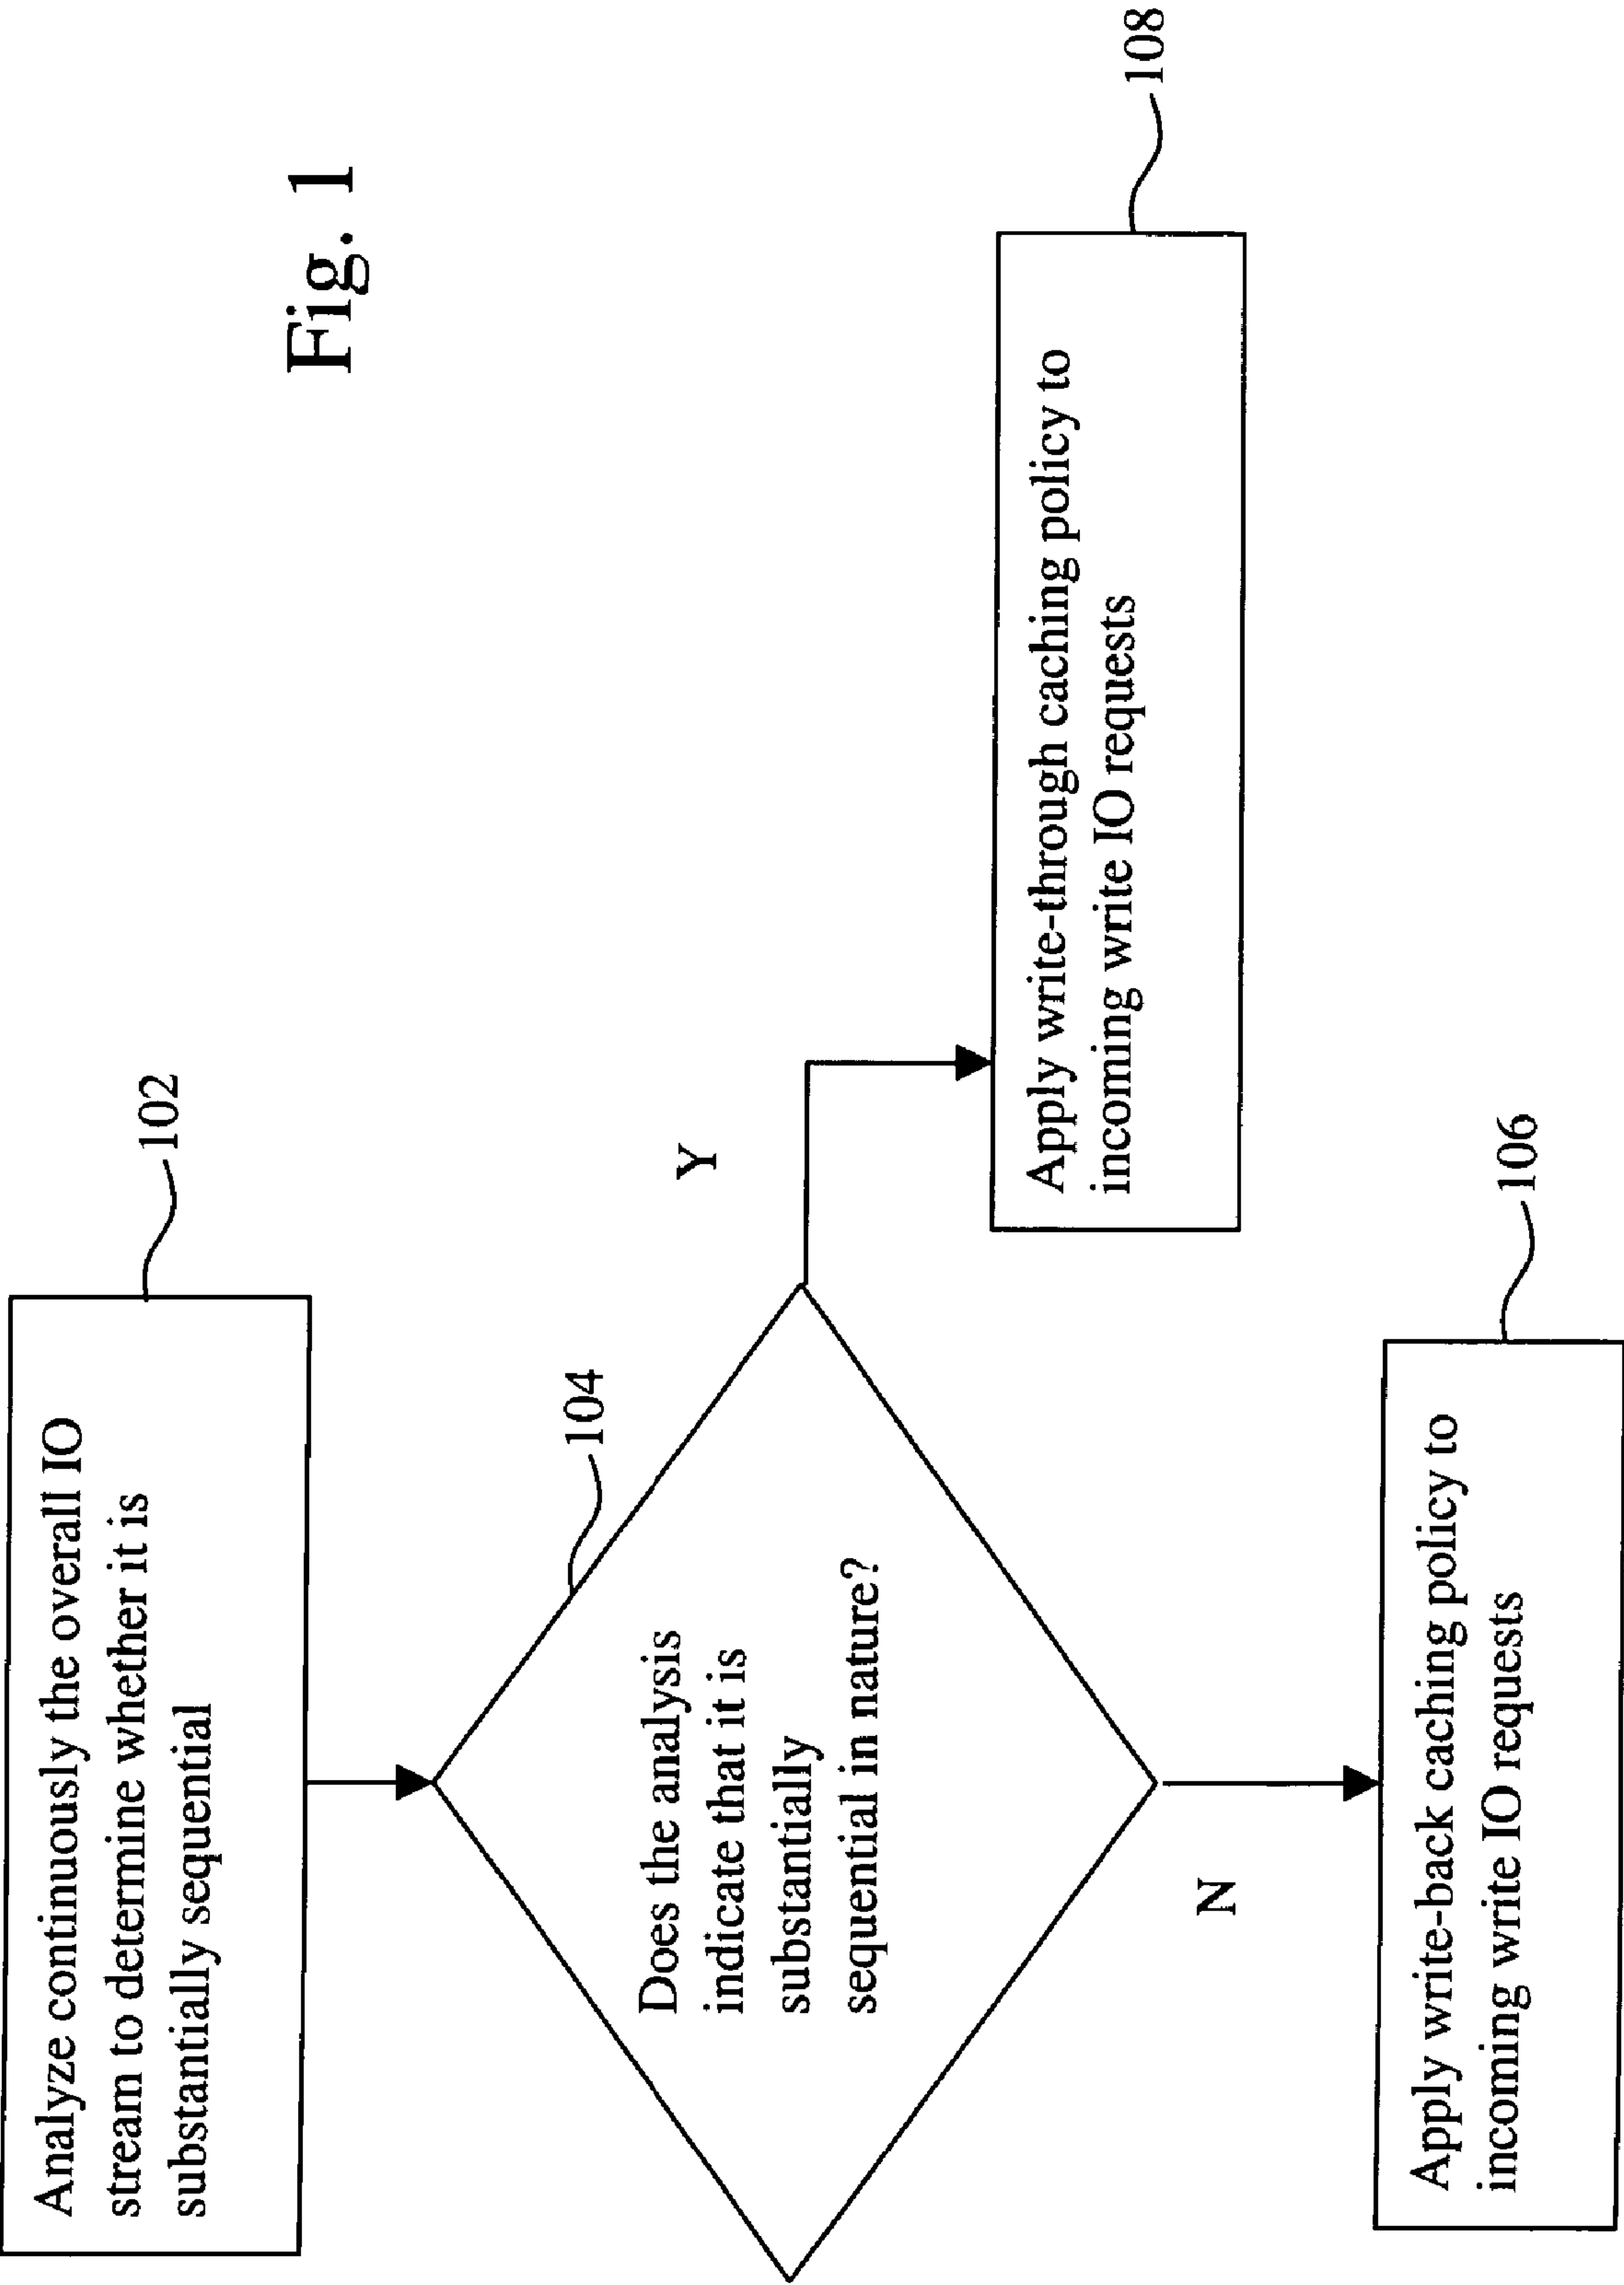 Fig. 1
Analyze continuously the overall IO
stream to determine whether it is
substantially sequential
102
104
Does the analysis
indicate that it is
substantially
sequential in nature?
Y
N
Apply write-through caching policy to
incoming write IO requests
108
Apply write-back caching policy to
incoming write IO requests
106